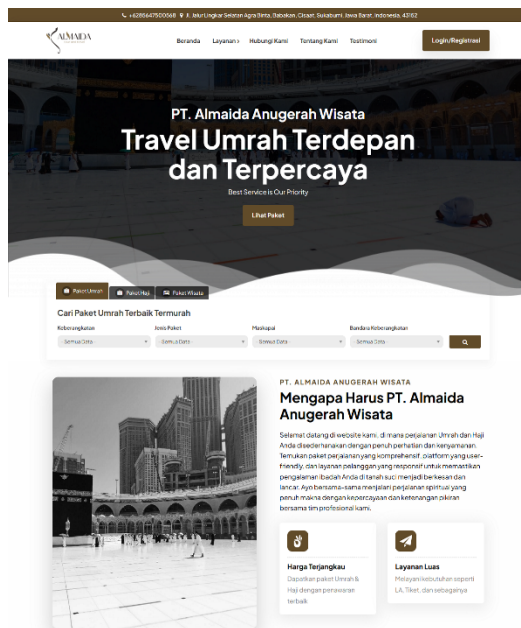 +6285647500568 Jl. Jalur Lingkar Selatan Agra Binta, Babakan, Cisaat, Sukabumi, Jawa Barat, Indonesia, 43152
ALMAIDA
Beranda Layanan Hubungi Kami Tentang Kami Testimoni Login/Registrasi
PT. Almaida Anugerah Wisata
Travel Umrah Terdepan
dan Terpercaya
Best Service is Our Priority
Lihat Paket
Paket Umrah Paket Haji Paket Wisata
Cari Paket Umrah Terbaik Termurah
Keberangkatan Jenis Paket Maskapai Bandara Keberangkatan
- Semua Data - - Semua Data - - Semua Data - - Semua Data -
PT. ALMAIDA ANUGERAH WISATA
Mengapa Harus PT. Almaida
Anugerah Wisata
Selamat datang di website kami, di mana perjalanan Umrah dan Haji
Anda disederhanakan dengan penuh perhatian dan kenyamanan.
Temukan paket perjalanan yang komprehensif, platform yang user-
friendly, dan layanan pelanggan yang responsif untuk memastikan
pengalaman ibadah Anda di tanah suci menjadi berkesan dan
lancar. Ayo bersama-sama menjalani perjalanan spiritual yang
penuh makna dengan kepercayaan dan ketenangan pikiran
bersama tim profesional kami.
Harga Terjangkau
Dapatkan paket Umrah &
Haji dengan penawaran
terbaik
Layanan Luas
Melayani kebutuhan seperti
LA, Tiket, dan sebagainya